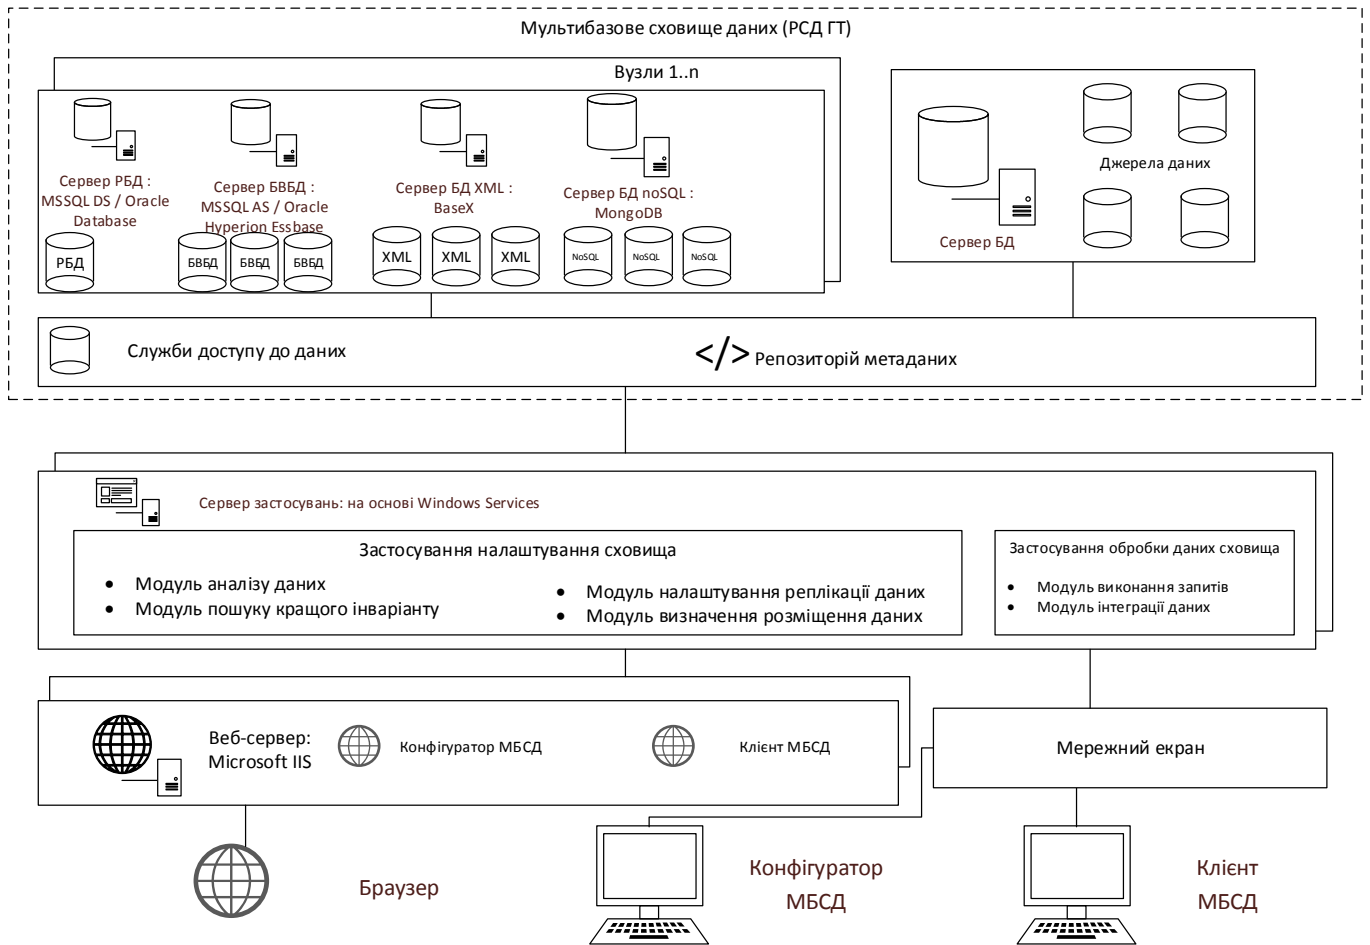 Мультибазове сховище даних (РСД ГТ)
Вузли 1..n
Сервер РБД :
MSSQL DS / Oracle
Database
Сервер БВБД :
MSSQL AS / Oracle
Hyperion Essbase
Сервер БД XML :
BaseX
Сервер БД noSQL :
MongoDB
РБД
БВБД
БВБД
БВБД
XML
XML
XML
NoSQL
NoSQL
NoSQL
Сервер БД
Джерела даних
Служби доступу до даних
</> Репозиторій метаданих
Сервер застосувань: на основі Windows Services
Застосування налаштування сховища
• Модуль аналізу даних
• Модуль пошуку кращого інваріанту
• Модуль налаштування реплікації даних
• Модуль визначення розміщення даних
Застосування обробки даних сховища
• Модуль виконання запитів
• Модуль інтеграції даних
Веб-сервер:
Microsoft IIS
Конфігуратор МБСД
Клієнт МБСД
Мережний екран
Браузер
Конфігуратор
МБСД
Клієнт
МБСД